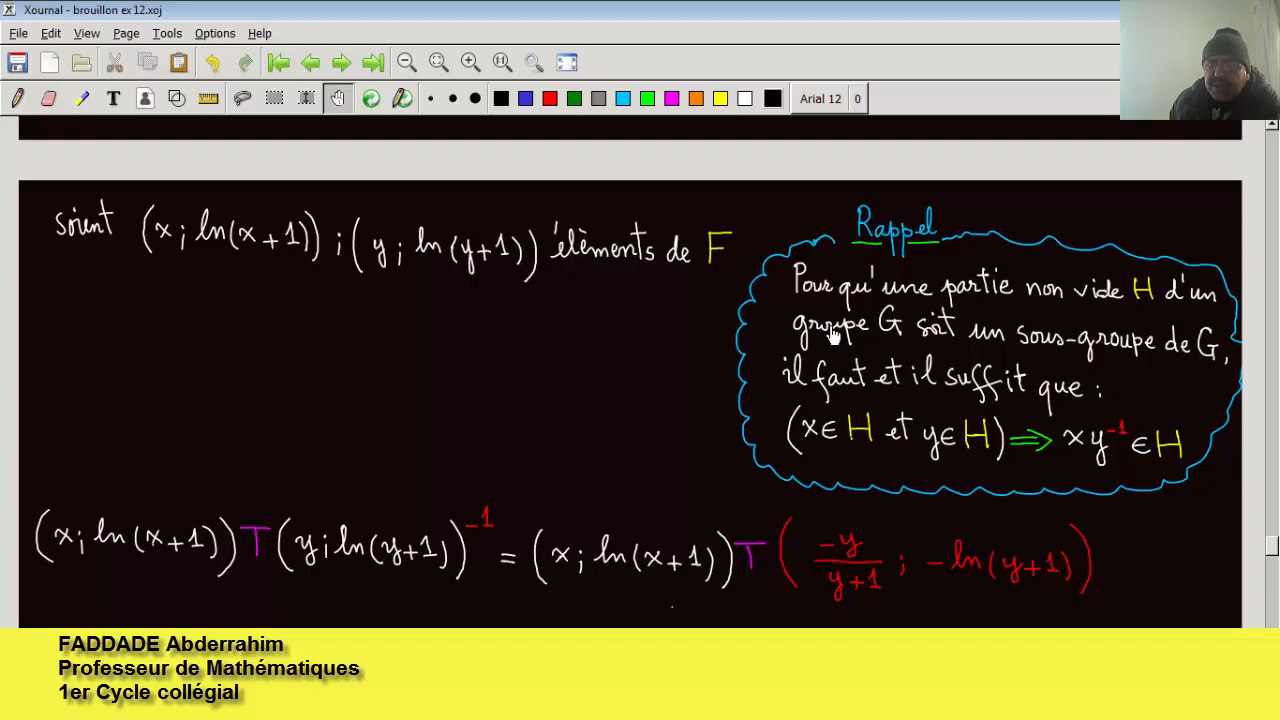 Xournal - brouillon ex12.xoj
File Edit View Page Tools Options Help
T Arial 12 0
soient (x ; ln(x+1)) ; (y ; ln(y+1)) élèments de F
Rappel
Pour qu'une partie non vide H d'un
groupe G soit un sous-groupe de G,
il faut et il suffit que :
(x∈H et y∈H) ⟹ xy⁻¹ ∈ H
(x ; ln(x+1)) T (y ; ln(y+1))⁻¹ = (x ; ln(x+1)) T (-y/y+1 ; -ln(y+1))
FADDADE Abderrahim
Professeur de Mathématiques
1er Cycle collégial